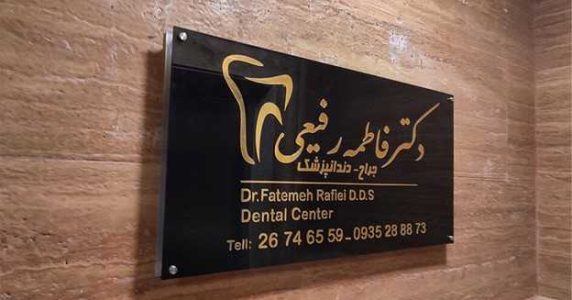 دکتر فاطمه رفیعی
جراح - دندانپزشک
Dr.Fatemeh Rafiei D.D.S
Dental Center
Tell: 26 74 65 59 - 0935 28 88 73